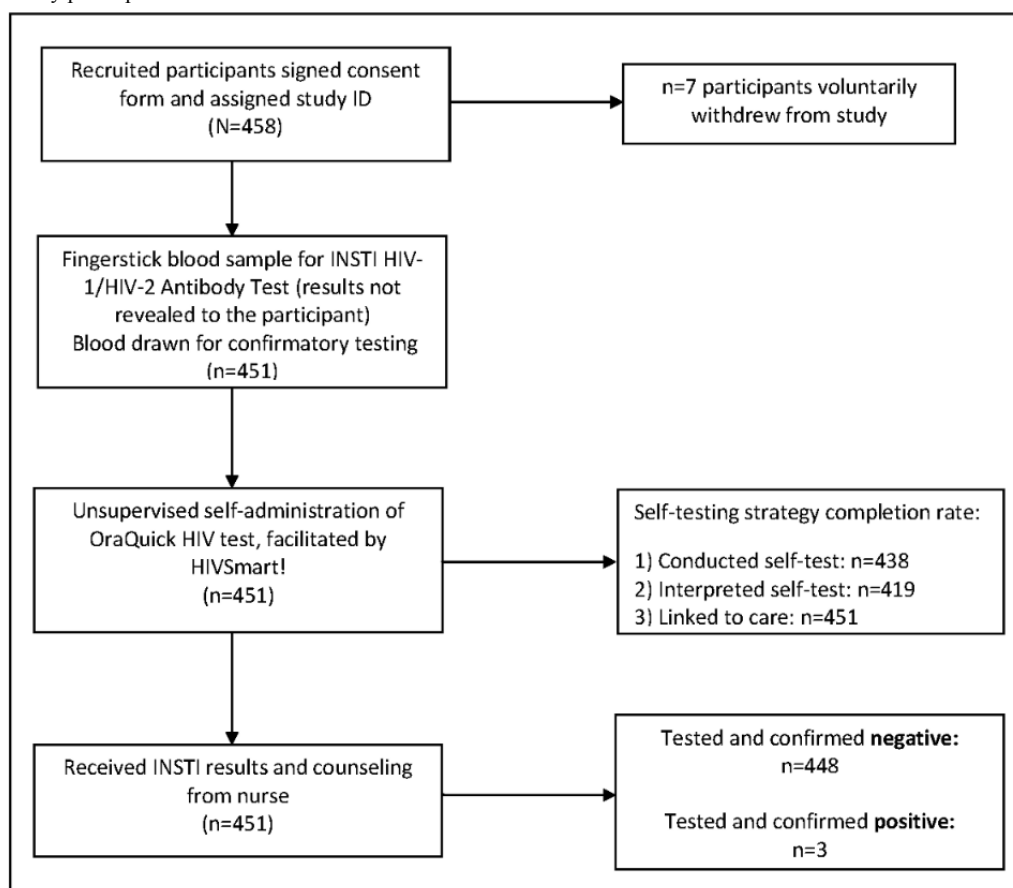 Recruited participants signed consent
form and assigned study ID
(N=458)
n=7 participants voluntarily
withdrew from study
Fingerstick blood sample for INSTI HIV-
1/HIV-2 Antibody Test (results not
revealed to the participant)
Blood drawn for confirmatory testing
(n=451)
Unsupervised self-administration of
OraQuick HIV test, facilitated by
HIVSmart!
(n=451)
Self-testing strategy completion rate:
1) Conducted self-test: n=438
2) Interpreted self-test: n=419
3) Linked to care: n=451
Received INSTI results and counseling
from nurse
(n=451)
Tested and confirmed negative:
n=448
Tested and confirmed positive:
n=3